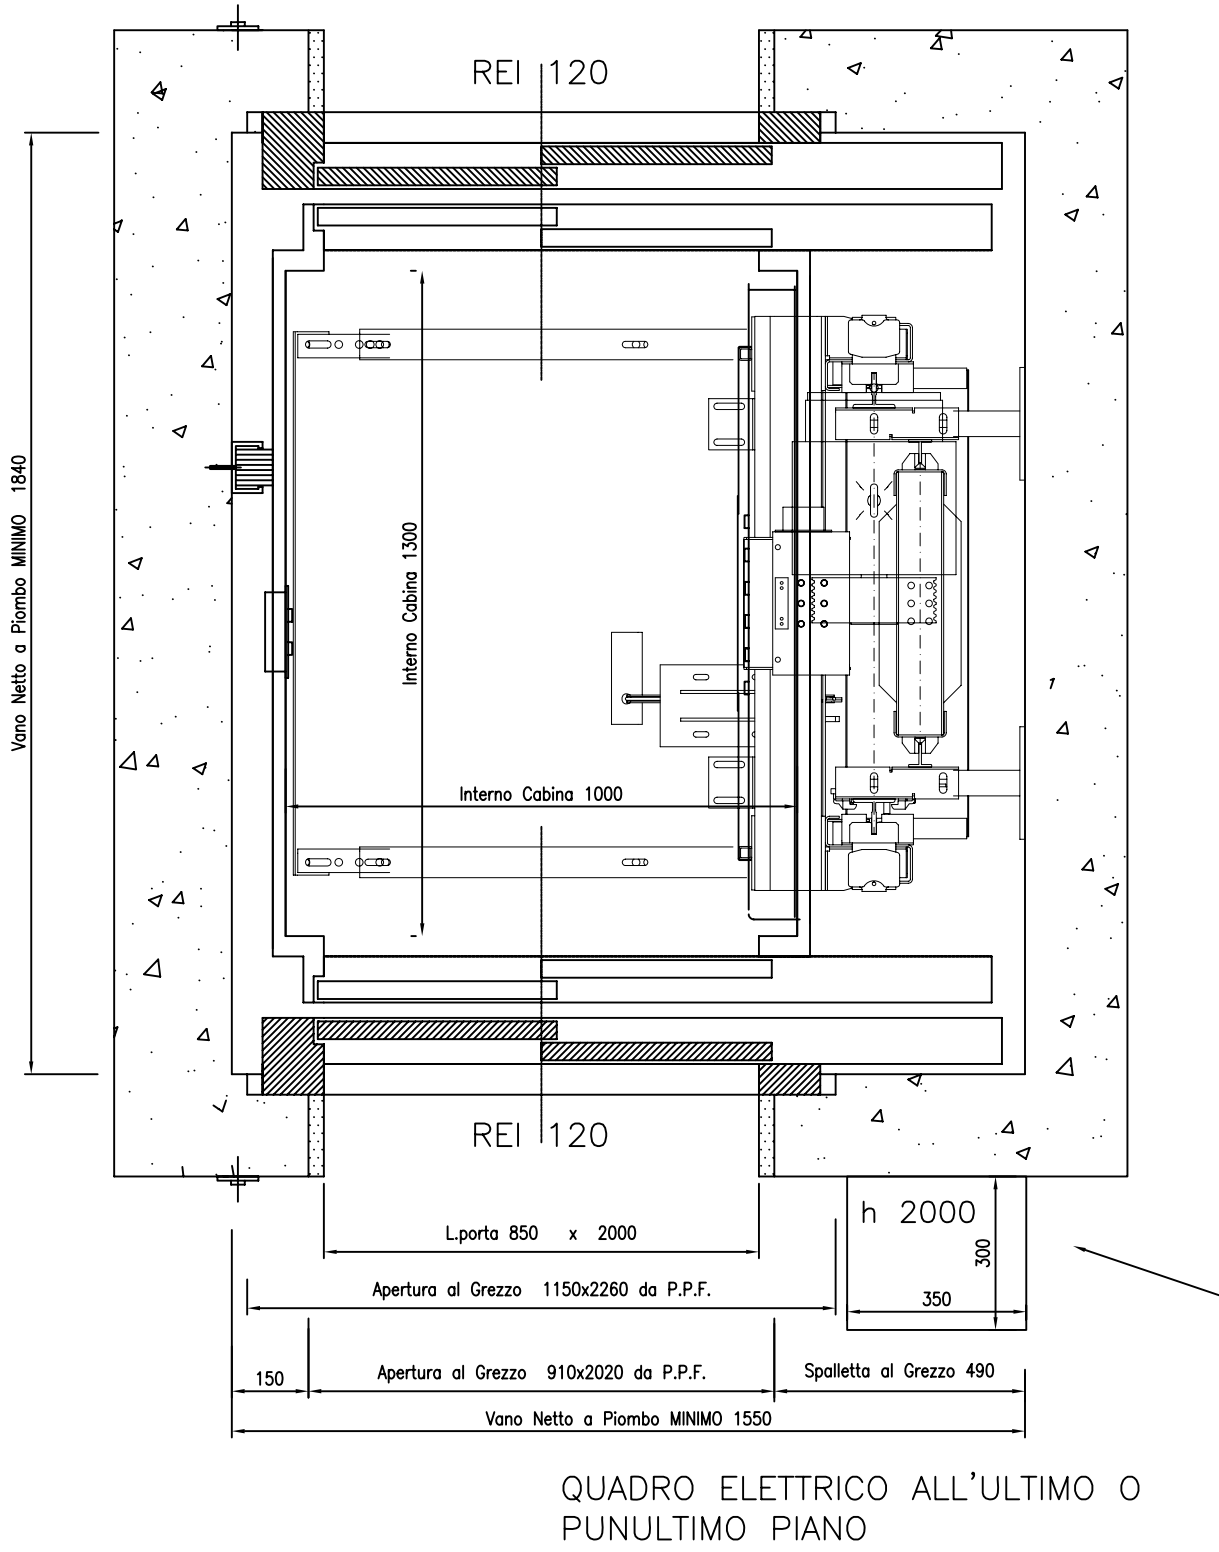 REI 120
Vano Netto a Piombo MINIMO 1840
Interno Cabina 1300
Interno Cabina 1000
REI 120
h 2000
300
350
L.porta 850 x 2000
Apertura al Grezzo 1150x2260 da P.P.F.
150
Apertura al Grezzo 910x2020 da P.P.F.
Spalletta al Grezzo 490
Vano Netto a Piombo MINIMO 1550
QUADRO ELETTRICO ALL'ULTIMO O
PUNULTIMO PIANO